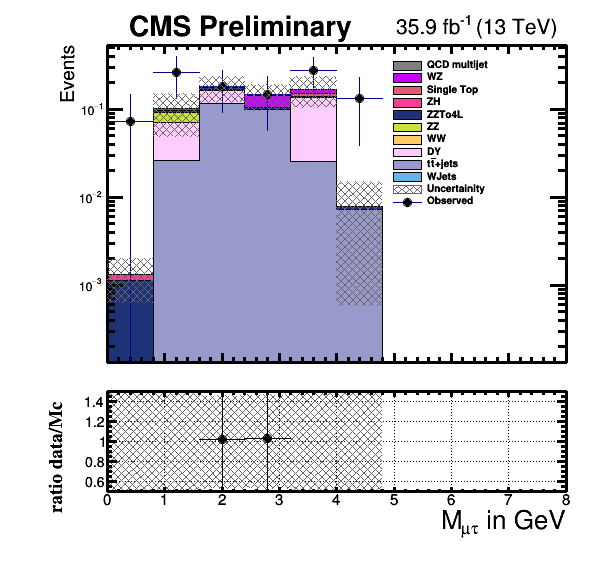 CMS Preliminary 35.9 fb⁻¹ (13 TeV)
Events
10⁻¹
10⁻²
10⁻³
QCD multijet
WZ
Single Top
ZH
ZZTo4L
ZZ
WW
DY
tt̄+jets
WJets
Uncertainity
Observed
ratio data/Mc
1.4
1.2
1
0.8
0.6
0 1 2 3 4 5 6 7 8
Mμτ in GeV